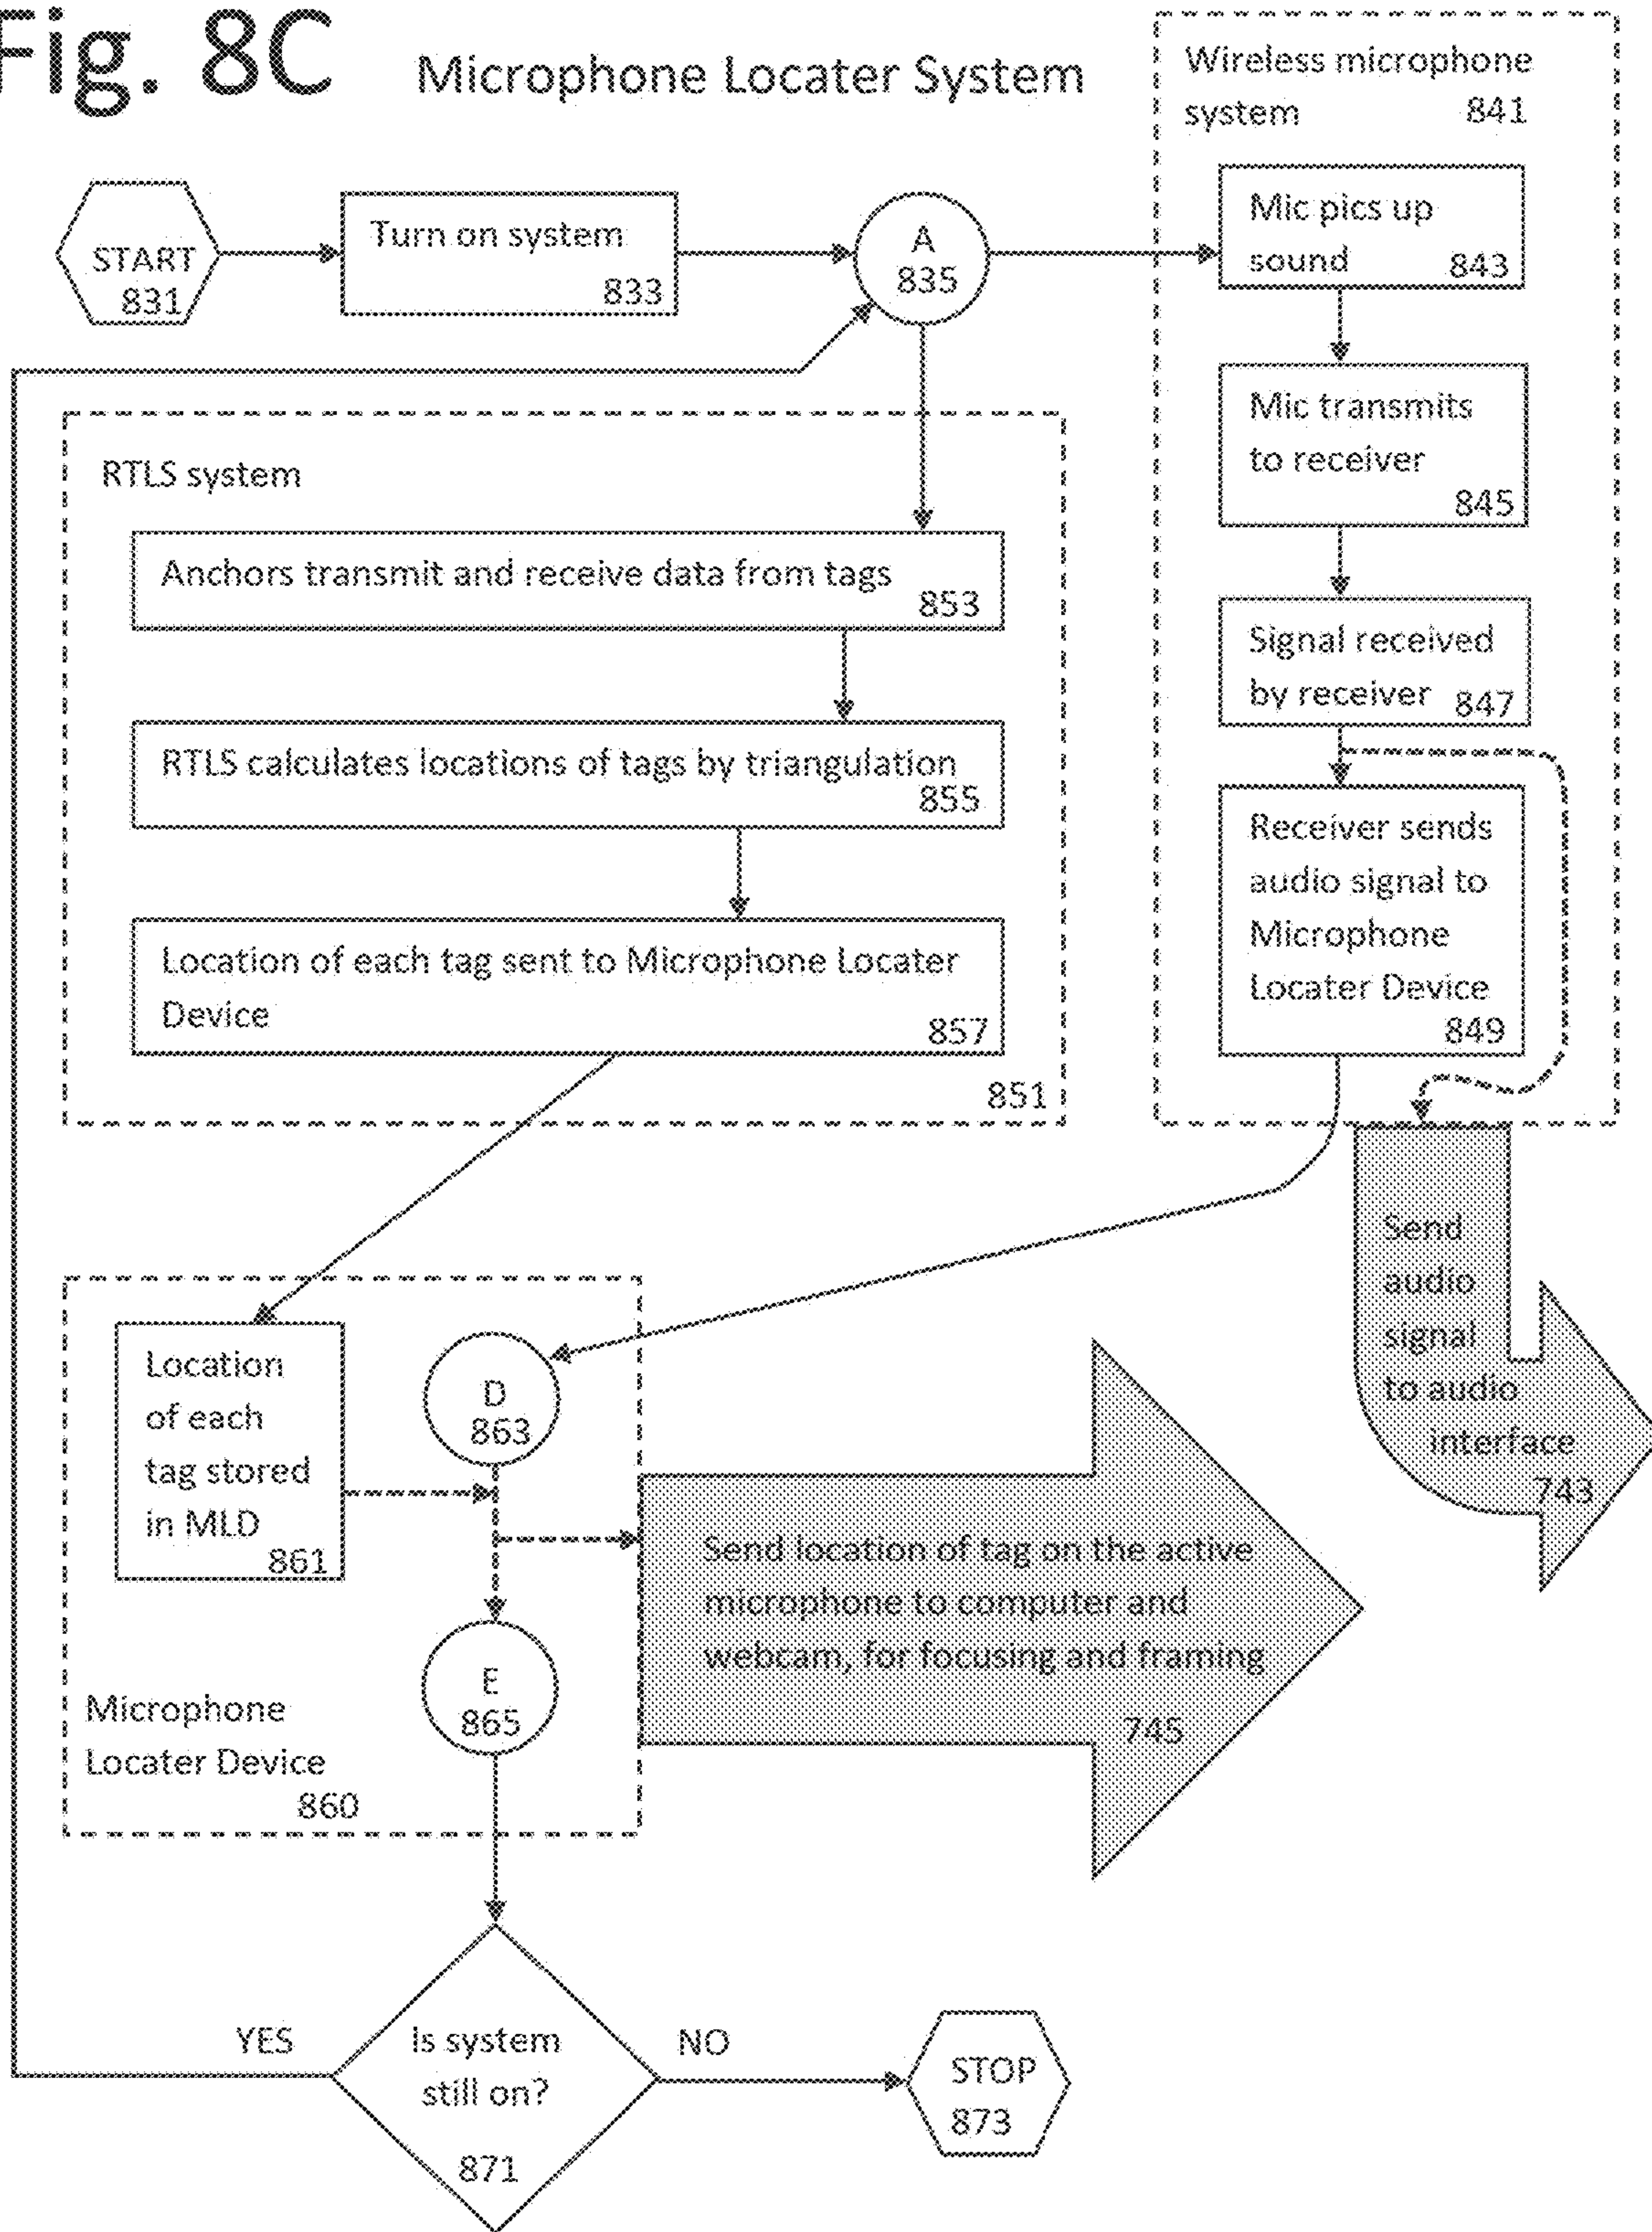 Fig. 8C
Microphone Locater System
Wireless microphone
system
841
START
831
Turn on system
833
A
835
Mic pics up
sound
843
Mic transmits
to receiver
845
Signal received
by receiver
847
Receiver sends
audio signal to
Microphone
Locater Device
849
RTLS system
Anchors transmit and receive data from tags
853
RTLS calculates locations of tags by triangulation
855
Location of each tag sent to Microphone Locater
Device
857
851
Send
audio
signal
to audio
interface
743
Location
of each
tag stored
in MLD
861
D
863
E
865
Microphone
Locater Device
860
Send location of tag on the active
microphone to computer and
webcam, for focusing and framing
745
YES
Is system
still on?
871
NO
STOP
873